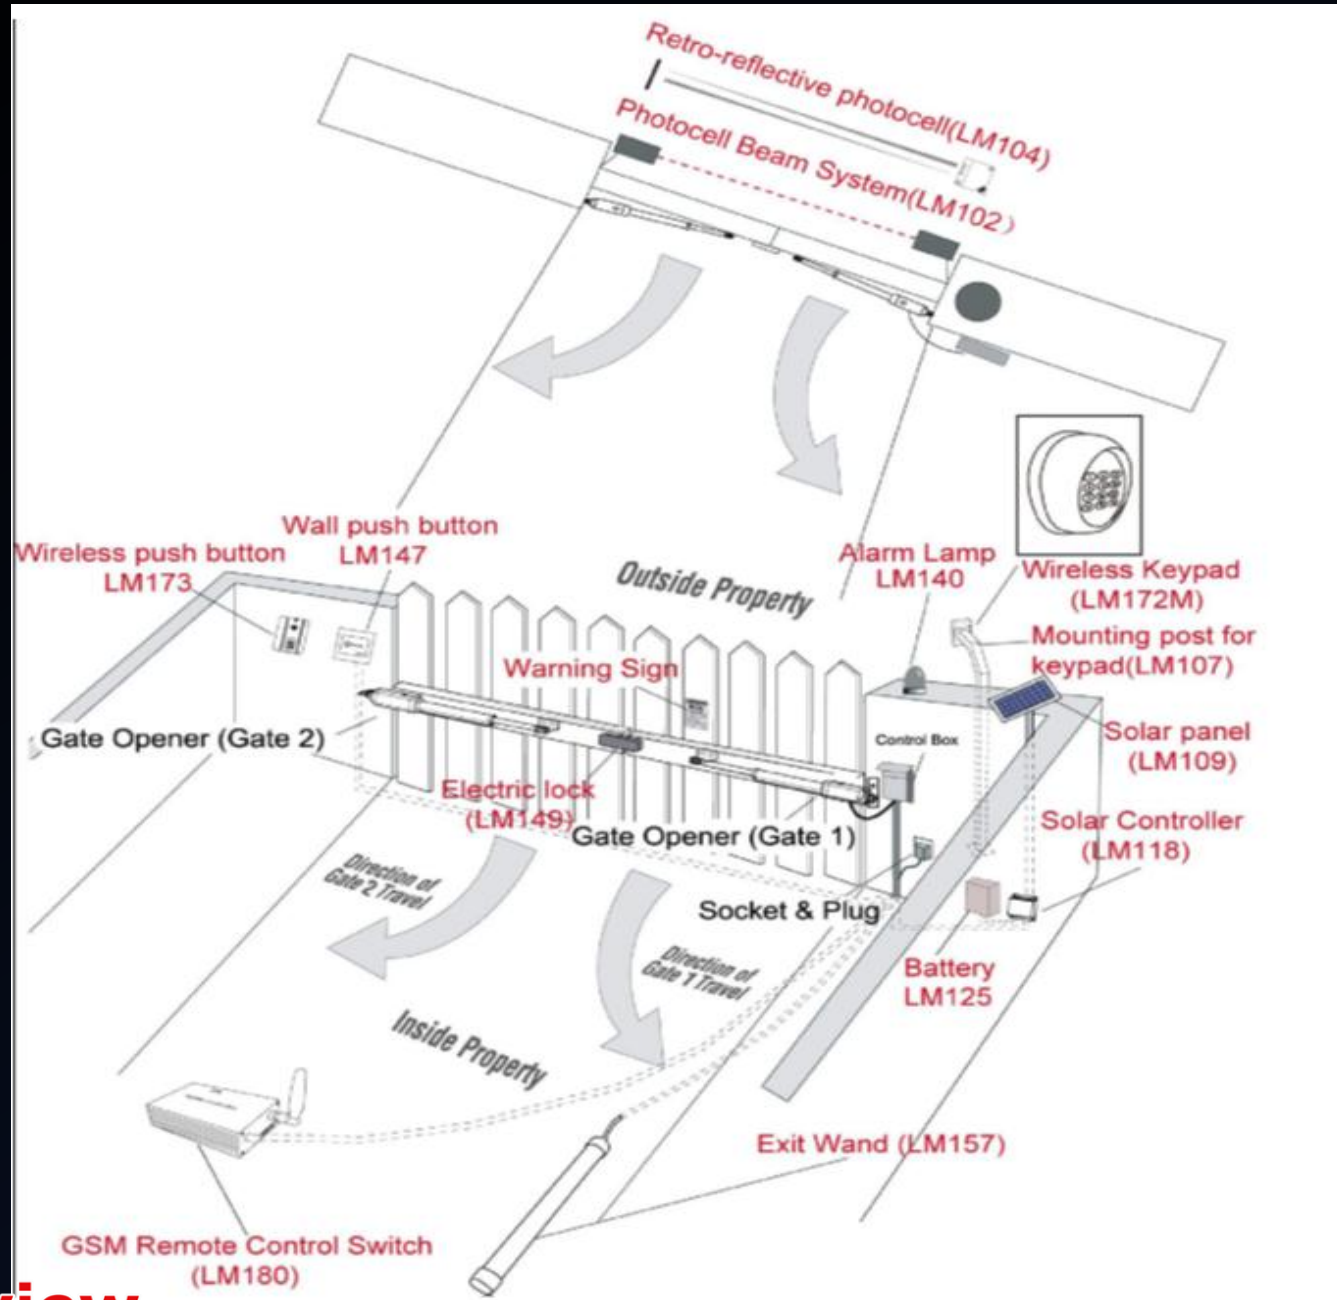 Retro-reflective photocell(LM104)
Photocell Beam System(LM102)
Wall push button
LM147
Wireless push button
LM173
Outside Property
Alarm Lamp
LM140
Wireless Keypad
(LM172M)
Mounting post for
keypad(LM107)
Warning Sign
Gate Opener (Gate 2)
Control Box
Solar panel
(LM109)
Electric lock
(LM149)
Gate Opener (Gate 1)
Solar Controller
(LM118)
Direction of
Gate 2 Travel
Socket & Plug
Direction of
Gate 1 Travel
Battery
LM125
Inside Property
Exit Wand (LM157)
GSM Remote Control Switch
(LM180)